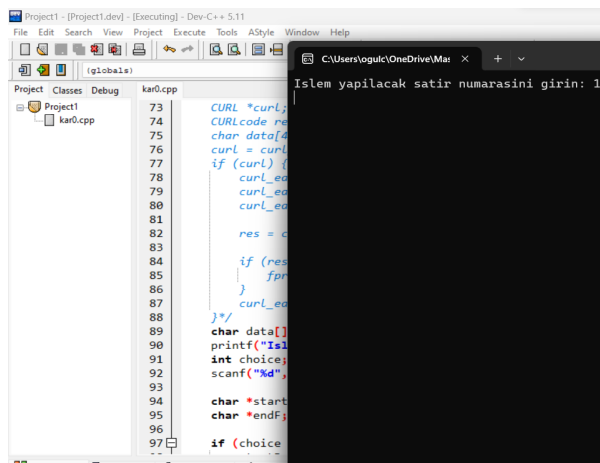 Project1 - [Project1.dev] - [Executing] - Dev-C++ 5.11
File Edit Search View Project Execute Tools AStyle Window Help
C:\Users\ogulc\OneDrive\Mas
(globals)
Project Classes Debug
kar0.cpp
Project1
kar0.cpp
Islem yapilacak satir numarasini girin: 1
73 CURL *curl;
74 CURLcode re
75 char data[4
76 curl = curl
77 if (curl) {
78 curl_ea
79 curl_ea
80 curl_ea
81
82 res = c
83
84 if (res
85 fpr
86 }
87 curl_ea
88 }*/
89 char data[]
90 printf("Isl
91 int choice;
92 scanf("%d",
93
94 char *start
95 char *endF;
96
97 if (choice